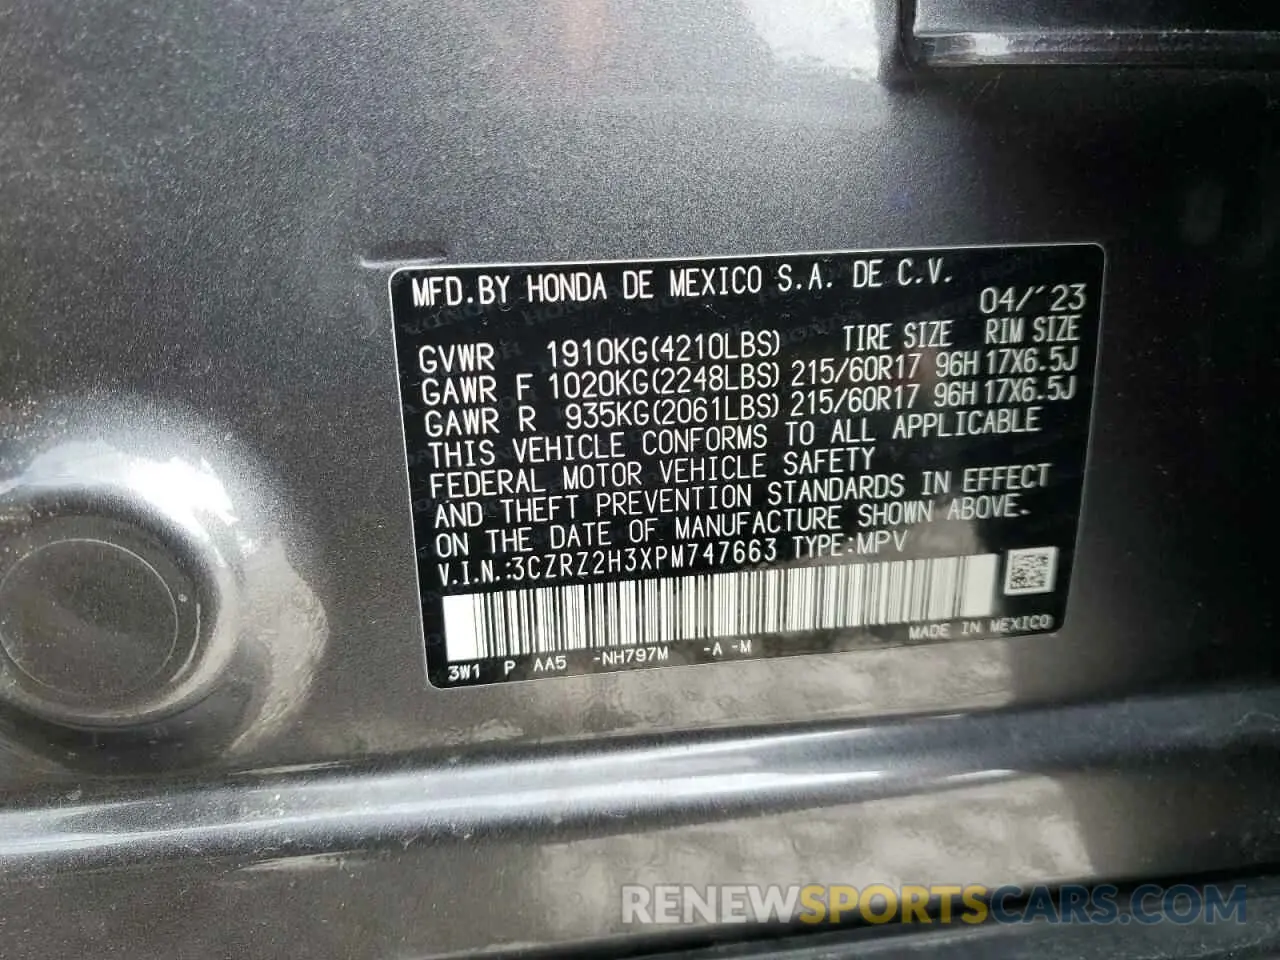 MFD.BY HONDA DE MEXICO S.A. DE C.V.
04/'23
GVWR 1910KG(4210LBS) TIRE SIZE RIM SIZE
GAWR F 1020KG(2248LBS) 215/60R17 96H 17X6.5J
GAWR R 935KG(2061LBS) 215/60R17 96H 17X6.5J
THIS VEHICLE CONFORMS TO ALL APPLICABLE
FEDERAL MOTOR VEHICLE SAFETY
AND THEFT PREVENTION STANDARDS IN EFFECT
ON THE DATE OF MANUFACTURE SHOWN ABOVE.
V.I.N.:3CZRZ2H3XPM747663 TYPE:MPV
MADE IN MEXICO
3W1 P AA5 -NH797M -A -M
RENEWSPORTSCARS.COM